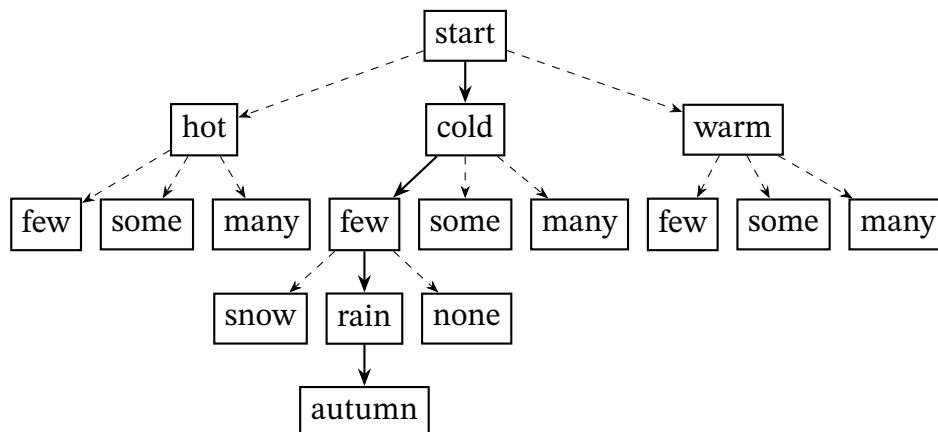 start
hot cold warm
few some many few some many few some many
snow rain none
autumn